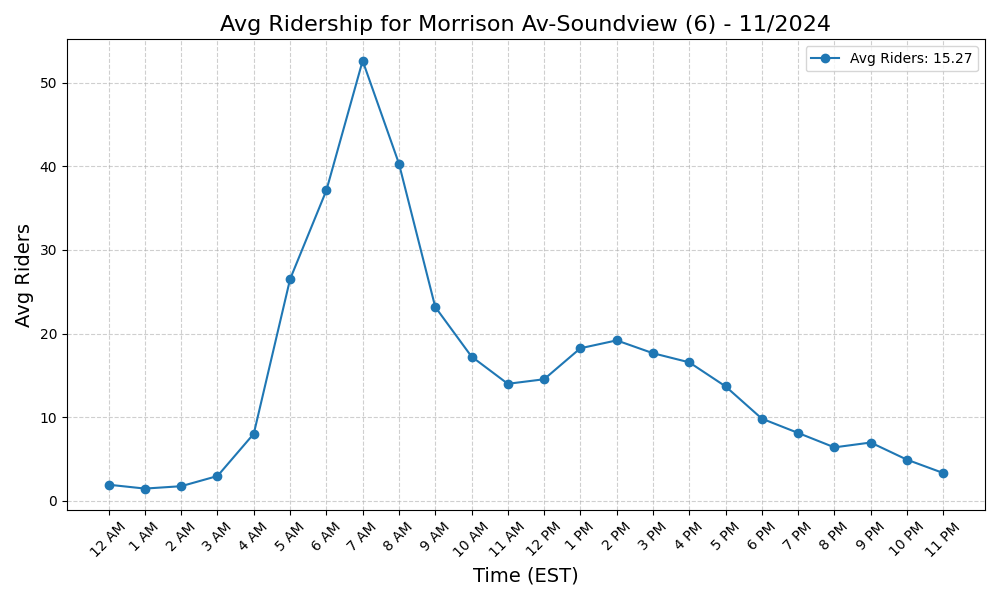 Avg Ridership for Morrison Av-Soundview (6) - 11/2024
Avg Riders: 15.27
Avg Riders
50
40
30
20
10
0
12 AM
1 AM
2 AM
3 AM
4 AM
5 AM
6 AM
7 AM
8 AM
9 AM
10 AM
11 AM
12 PM
1 PM
2 PM
3 PM
4 PM
5 PM
6 PM
7 PM
8 PM
9 PM
10 PM
11 PM
Time (EST)